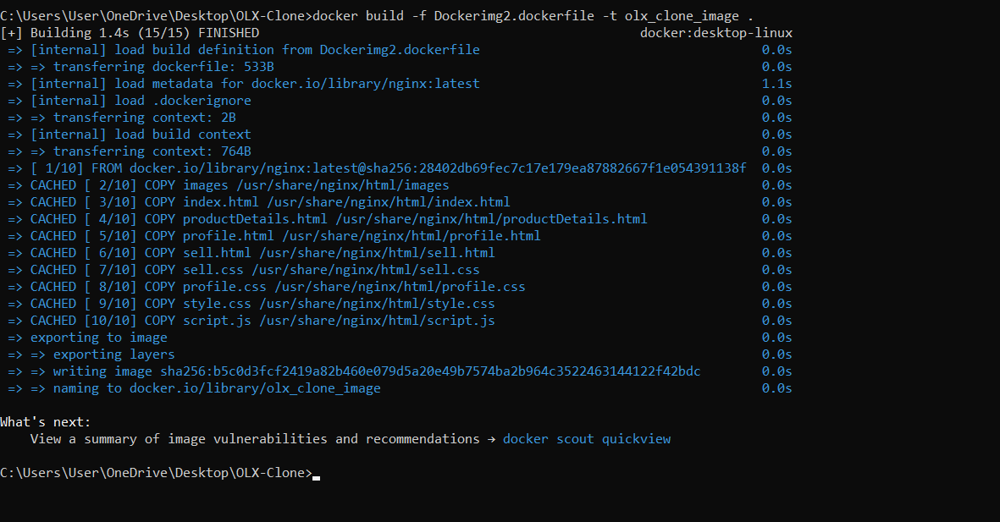 C:\Users\User\OneDrive\Desktop\OLX-Clone>docker build -f Dockerimg2.dockerfile -t olx_clone_image .
[+] Building 1.4s (15/15) FINISHED docker:desktop-linux
=> [internal] load build definition from Dockerimg2.dockerfile 0.0s
=> => transferring dockerfile: 533B 0.0s
=> [internal] load metadata for docker.io/library/nginx:latest 1.1s
=> [internal] load .dockerignore 0.0s
=> => transferring context: 2B 0.0s
=> [internal] load build context 0.0s
=> => transferring context: 764B 0.0s
=> [ 1/10] FROM docker.io/library/nginx:latest@sha256:28402db69fec7c17e179ea87882667f1e054391138f 0.0s
=> CACHED [ 2/10] COPY images /usr/share/nginx/html/images 0.0s
=> CACHED [ 3/10] COPY index.html /usr/share/nginx/html/index.html 0.0s
=> CACHED [ 4/10] COPY productDetails.html /usr/share/nginx/html/productDetails.html 0.0s
=> CACHED [ 5/10] COPY profile.html /usr/share/nginx/html/profile.html 0.0s
=> CACHED [ 6/10] COPY sell.html /usr/share/nginx/html/sell.html 0.0s
=> CACHED [ 7/10] COPY sell.css /usr/share/nginx/html/sell.css 0.0s
=> CACHED [ 8/10] COPY profile.css /usr/share/nginx/html/profile.css 0.0s
=> CACHED [ 9/10] COPY style.css /usr/share/nginx/html/style.css 0.0s
=> CACHED [10/10] COPY script.js /usr/share/nginx/html/script.js 0.0s
=> exporting to image 0.0s
=> => exporting layers 0.0s
=> => writing image sha256:b5c0d3fcf2419a82b460e079d5a20e49b7574ba2b964c3522463144122f42bdc 0.0s
=> => naming to docker.io/library/olx_clone_image 0.0s
What's next:
View a summary of image vulnerabilities and recommendations → docker scout quickview
C:\Users\User\OneDrive\Desktop\OLX-Clone>